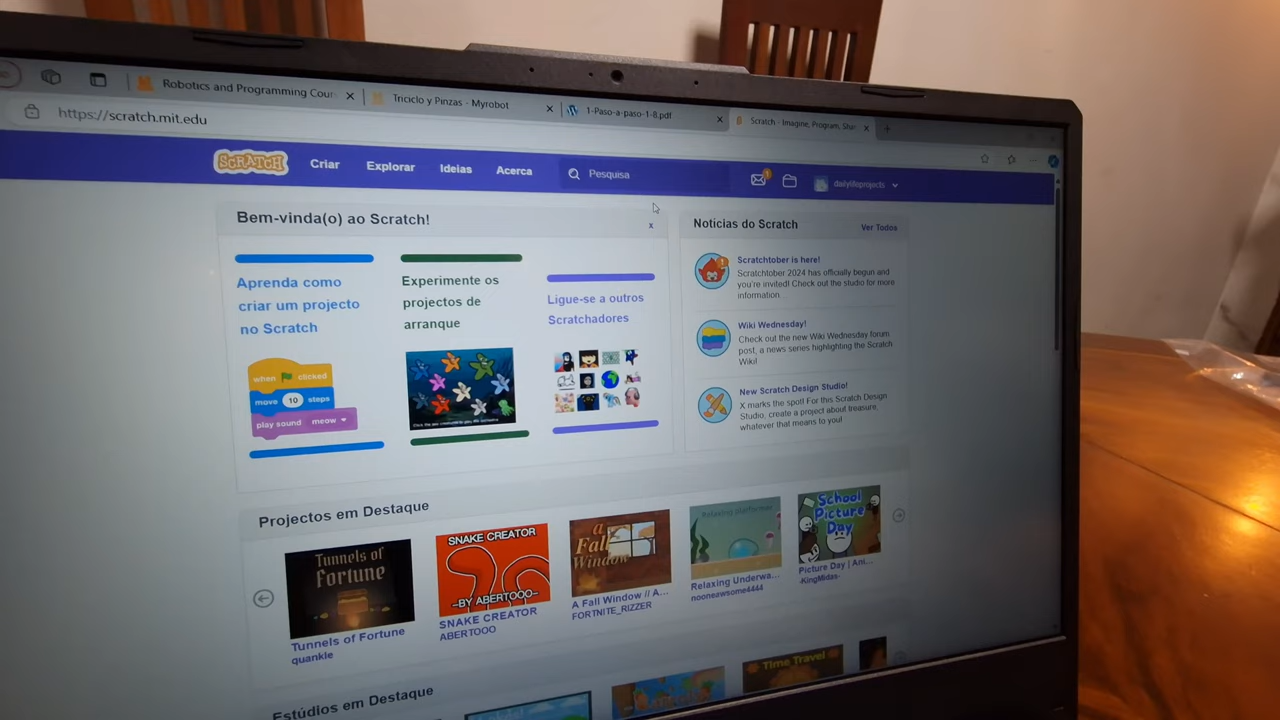 Robotics and Programming Cour
Triciclo y Pinzas - Myrobot
1-Paso-a-paso-1-8.pdf
Scratch - Imagine, Program, Shar
https://scratch.mit.edu
SCRATCH
Criar
Explorar
Ideias
Acerca
Pesquisa
1
dailylifeprojects
Bem-vinda(o) ao Scratch!
x
Aprenda como
criar um projecto
no Scratch
when clicked
move 10 steps
play sound meow
Experimente os
projectos de
arranque
Ligue-se a outros
Scratchadores
Notícias do Scratch
Ver Todos
Scratchtober is here!
Scratchtober 2024 has officially begun and
you're invited! Check out the studio for more
information.
Wiki Wednesday!
Check out the new Wiki Wednesday forum
post, a news series highlighting the Scratch
Wiki!
New Scratch Design Studio!
X marks the spot! For this Scratch Design
Studio, create a project about treasure,
whatever that means to you!
Projectos em Destaque
Tunnels of
Fortune
Tunnels of Fortune
quankle
SNAKE CREATOR
–BY ABERTOOO–
SNAKE CREATOR
ABERTOOO
a
Fall
Window
A Fall Window // A...
FORTNITE_RIZZER
Relaxing platformer
Relaxing Underwa...
nooneawsome4444
School
Picture
Day
Picture Day | Ani...
-KingMidas-
Estúdios em Destaque
Time Travel